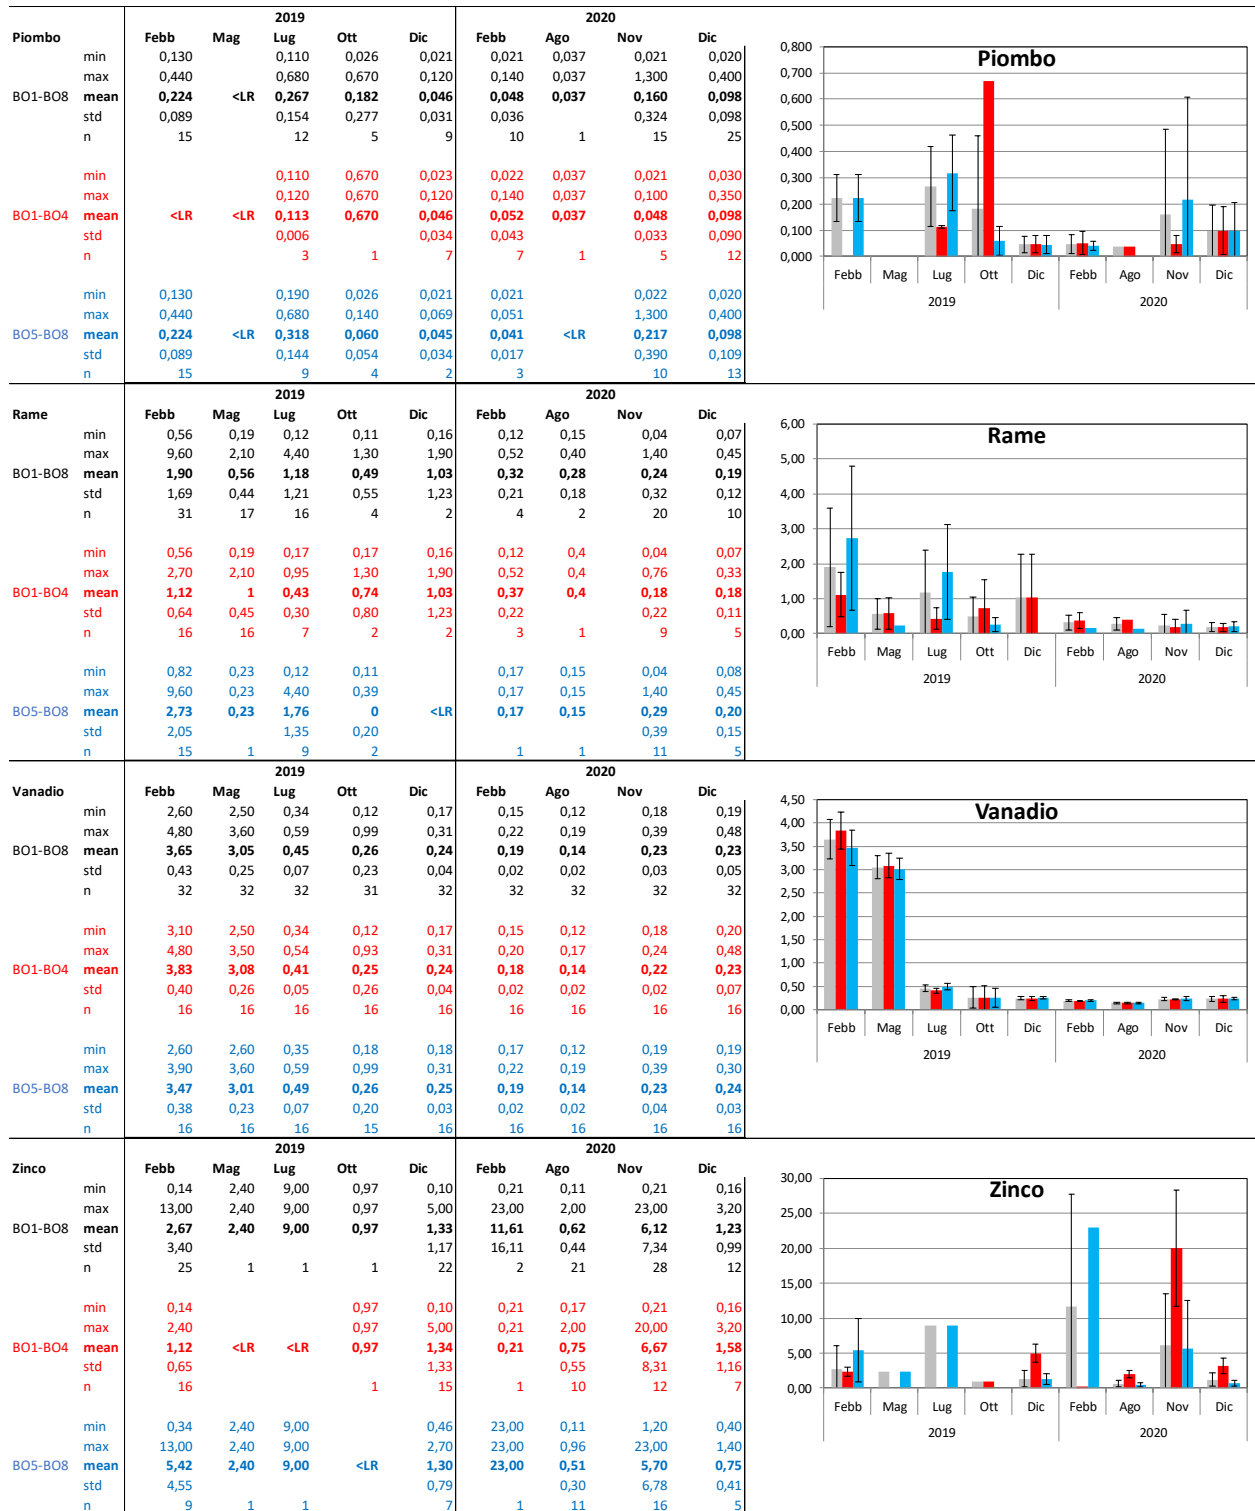 2019 2020
Piombo Febb Mag Lug Ott Dic Febb Ago Nov Dic
min 0,130 0,110 0,026 0,021 0,021 0,037 0,021 0,020
max 0,440 0,680 0,670 0,120 0,140 0,037 1,300 0,400
BO1-BO8 mean 0,224 <LR 0,267 0,182 0,046 0,048 0,037 0,160 0,098
std 0,089 0,154 0,277 0,031 0,036 0,324 0,098
n 15 12 5 9 10 1 15 25
min 0,110 0,670 0,023 0,022 0,037 0,021 0,030
max 0,120 0,670 0,120 0,140 0,037 0,100 0,350
BO1-BO4 mean <LR <LR 0,113 0,670 0,046 0,052 0,037 0,048 0,098
std 0,006 0,034 0,043 0,033 0,090
n 3 1 7 7 1 5 12
min 0,130 0,190 0,026 0,021 0,021 0,022 0,020
max 0,440 0,680 0,140 0,069 0,051 1,300 0,400
BO5-BO8 mean 0,224 <LR 0,318 0,060 0,045 0,041 <LR 0,217 0,098
std 0,089 0,144 0,054 0,034 0,017 0,390 0,109
n 15 9 4 2 3 10 13
Piombo
0,800
0,700
0,600
0,500
0,400
0,300
0,200
0,100
0,000
Febb Mag Lug Ott Dic Febb Ago Nov Dic
2019 2020
2019 2020
Rame Febb Mag Lug Ott Dic Febb Ago Nov Dic
min 0,56 0,19 0,12 0,11 0,16 0,12 0,15 0,04 0,07
max 9,60 2,10 4,40 1,30 1,90 0,52 0,40 1,40 0,45
BO1-BO8 mean 1,90 0,56 1,18 0,49 1,03 0,32 0,28 0,24 0,19
std 1,69 0,44 1,21 0,55 1,23 0,21 0,18 0,32 0,12
n 31 17 16 4 2 4 2 20 10
min 0,56 0,19 0,17 0,17 0,16 0,12 0,4 0,04 0,07
max 2,70 2,10 0,95 1,30 1,90 0,52 0,4 0,76 0,33
BO1-BO4 mean 1,12 1 0,43 0,74 1,03 0,37 0,4 0,18 0,18
std 0,64 0,45 0,30 0,80 1,23 0,22 0,22 0,11
n 16 16 7 2 2 3 1 9 5
min 0,82 0,23 0,12 0,11 0,17 0,15 0,04 0,08
max 9,60 0,23 4,40 0,39 0,17 0,15 1,40 0,45
BO5-BO8 mean 2,73 0,23 1,76 0 <LR 0,17 0,15 0,29 0,20
std 2,05 1,35 0,20 0,39 0,15
n 15 1 9 2 1 1 11 5
Rame
6,00
5,00
4,00
3,00
2,00
1,00
0,00
Febb Mag Lug Ott Dic Febb Ago Nov Dic
2019 2020
2019 2020
Vanadio Febb Mag Lug Ott Dic Febb Ago Nov Dic
min 2,60 2,50 0,34 0,12 0,17 0,15 0,12 0,18 0,19
max 4,80 3,60 0,59 0,99 0,31 0,22 0,19 0,39 0,48
BO1-BO8 mean 3,65 3,05 0,45 0,26 0,24 0,19 0,14 0,23 0,23
std 0,43 0,25 0,07 0,23 0,04 0,02 0,02 0,03 0,05
n 32 32 32 31 32 32 32 32 32
min 3,10 2,50 0,34 0,12 0,17 0,15 0,12 0,18 0,20
max 4,80 3,50 0,54 0,93 0,31 0,20 0,17 0,24 0,48
BO1-BO4 mean 3,83 3,08 0,41 0,25 0,24 0,18 0,14 0,22 0,23
std 0,40 0,26 0,05 0,26 0,04 0,02 0,02 0,02 0,07
n 16 16 16 16 16 16 16 16 16
min 2,60 2,60 0,35 0,18 0,18 0,17 0,12 0,19 0,19
max 3,90 3,60 0,59 0,99 0,31 0,22 0,19 0,39 0,30
BO5-BO8 mean 3,47 3,01 0,49 0,26 0,25 0,19 0,14 0,23 0,24
std 0,38 0,23 0,07 0,20 0,03 0,02 0,02 0,04 0,03
n 16 16 16 15 16 16 16 16 16
Vanadio
4,50
4,00
3,50
3,00
2,50
2,00
1,50
1,00
0,50
0,00
Febb Mag Lug Ott Dic Febb Ago Nov Dic
2019 2020
2019 2020
Zinco Febb Mag Lug Ott Dic Febb Ago Nov Dic
min 0,14 2,40 9,00 0,97 0,10 0,21 0,11 0,21 0,16
max 13,00 2,40 9,00 0,97 5,00 23,00 2,00 23,00 3,20
BO1-BO8 mean 2,67 2,40 9,00 0,97 1,33 11,61 0,62 6,12 1,23
std 3,40 1,17 16,11 0,44 7,34 0,99
n 25 1 1 1 22 2 21 28 12
min 0,14 0,97 0,10 0,21 0,17 0,21 0,16
max 2,40 0,97 5,00 0,21 2,00 20,00 3,20
BO1-BO4 mean 1,12 <LR <LR 0,97 1,34 0,21 0,75 6,67 1,58
std 0,65 1,33 0,55 8,31 1,16
n 16 1 15 1 10 12 7
min 0,34 2,40 9,00 0,46 23,00 0,11 1,20 0,40
max 13,00 2,40 9,00 2,70 23,00 0,96 23,00 1,40
BO5-BO8 mean 5,42 2,40 9,00 <LR 1,30 23,00 0,51 5,70 0,75
std 4,55 0,79 0,30 6,78 0,41
n 9 1 1 7 1 11 16 5
Zinco
30,00
25,00
20,00
15,00
10,00
5,00
0,00
Febb Mag Lug Ott Dic Febb Ago Nov Dic
2019 2020